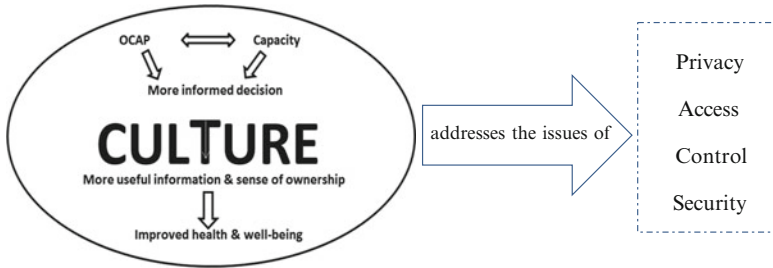 OCAP Capacity
More informed decision
CULTURE
More useful information & sense of ownership
Improved health & well-being
addresses the issues of
Privacy
Access
Control
Security